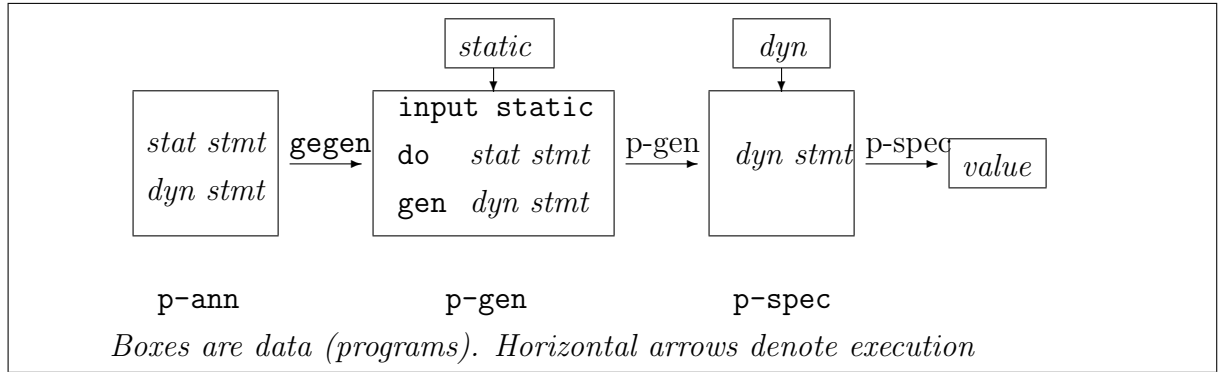 static
dyn
input static
stat stmt
dyn stmt
gegen
do stat stmt
gen dyn stmt
p-gen
dyn stmt
p-spec
value
p-ann
p-gen
p-spec
Boxes are data (programs). Horizontal arrows denote execution